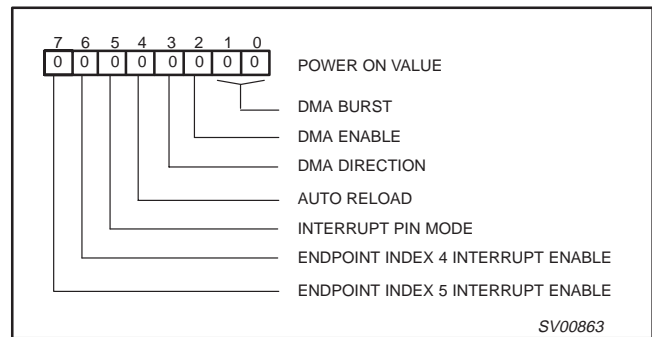 7 6 5 4 3 2 1 0
0 0 0 0 0 0 0 0 POWER ON VALUE
DMA BURST
DMA ENABLE
DMA DIRECTION
AUTO RELOAD
INTERRUPT PIN MODE
ENDPOINT INDEX 4 INTERRUPT ENABLE
ENDPOINT INDEX 5 INTERRUPT ENABLE
SV00863